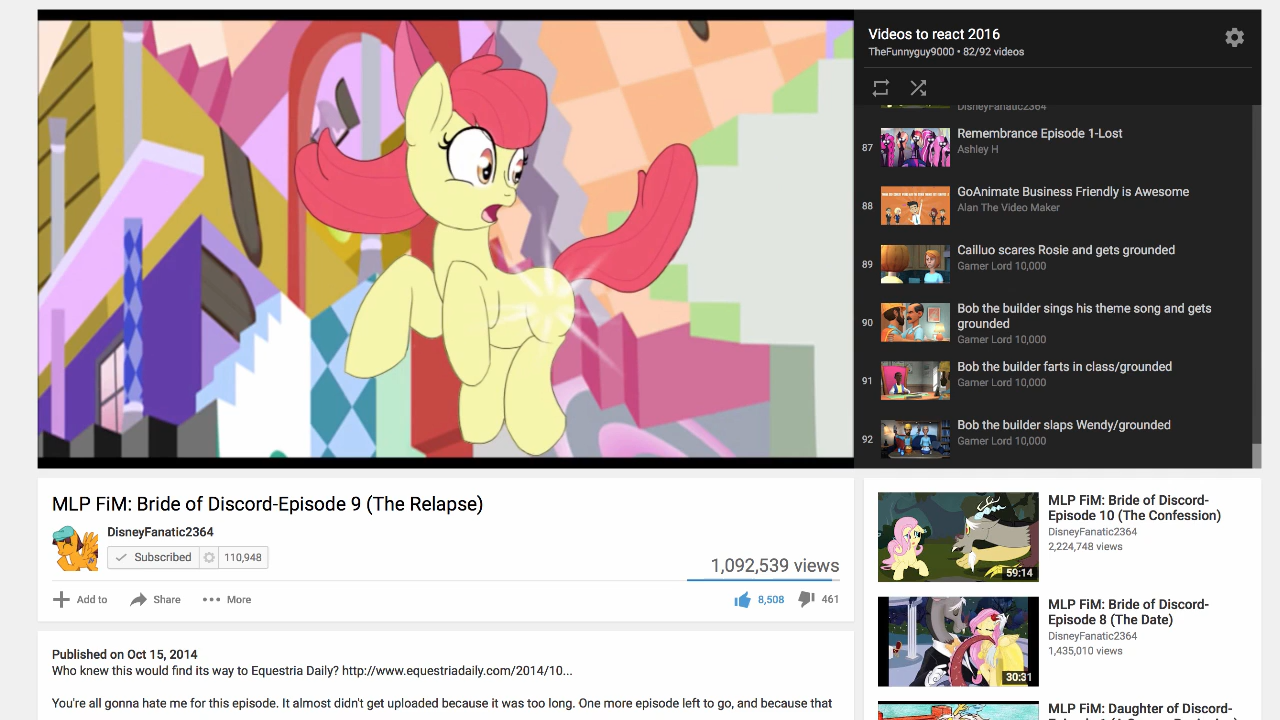 Videos to react 2016
TheFunnyguy9000 • 82/92 videos
DisneyFanatic2364
87
Remembrance Episode 1-Lost
Ashley H
88
GoAnimate Business Friendly is Awesome
Alan The Video Maker
89
Cailluo scares Rosie and gets grounded
Gamer Lord 10,000
90
Bob the builder sings his theme song and gets
grounded
Gamer Lord 10,000
91
Bob the builder farts in class/grounded
Gamer Lord 10,000
92
Bob the builder slaps Wendy/grounded
Gamer Lord 10,000
MLP FiM: Bride of Discord-Episode 9 (The Relapse)
DisneyFanatic2364
Subscribed 110,948
1,092,539 views
Add to Share More
8,508 461
Published on Oct 15, 2014
Who knew this would find its way to Equestria Daily? http://www.equestriadaily.com/2014/10...
You're all gonna hate me for this episode. It almost didn't get uploaded because it was too long. One more episode left to go, and because that
MLP FiM: Bride of Discord-
Episode 10 (The Confession)
DisneyFanatic2364
2,224,748 views
59:14
MLP FiM: Bride of Discord-
Episode 8 (The Date)
DisneyFanatic2364
1,435,010 views
30:31
MLP FiM: Daughter of Discord-